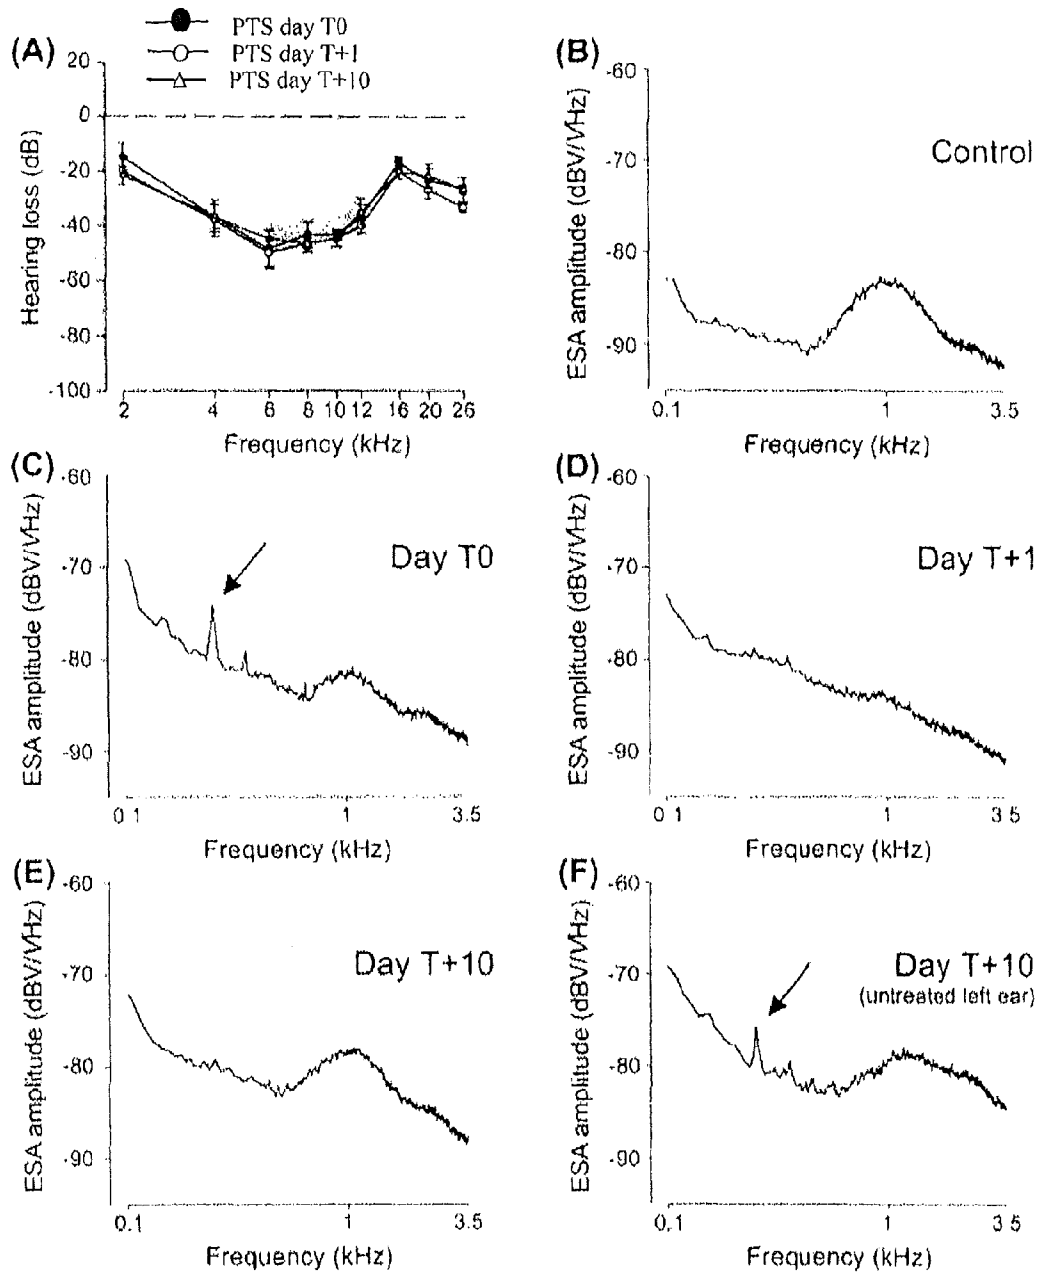 PTS day T0
PTS day T+1
PTS day T+10
(A)
20
0
-20
-40
-60
-80
-100
Hearing loss (dB)
2 4 6 8 10 12 16 20 26
Frequency (kHz)
(B)
-60
-70
-80
-90
ESA amplitude (dBV/√Hz)
Control
0.1 1 3.5
Frequency (kHz)
(C)
-60
-70
-80
-90
ESA amplitude (dBV/√Hz)
Day T0
0.1 1 3.5
Frequency (kHz)
(D)
-60
-70
-80
-90
ESA amplitude (dBV/√Hz)
Day T+1
0.1 1 3.5
Frequency (kHz)
(E)
-60
-70
-80
-90
ESA amplitude (dBV/√Hz)
Day T+10
0.1 1 3.5
Frequency (kHz)
(F)
-60
-70
-80
-90
ESA amplitude (dBV/√Hz)
Day T+10
(untreated left ear)
0.1 1 3.5
Frequency (kHz)